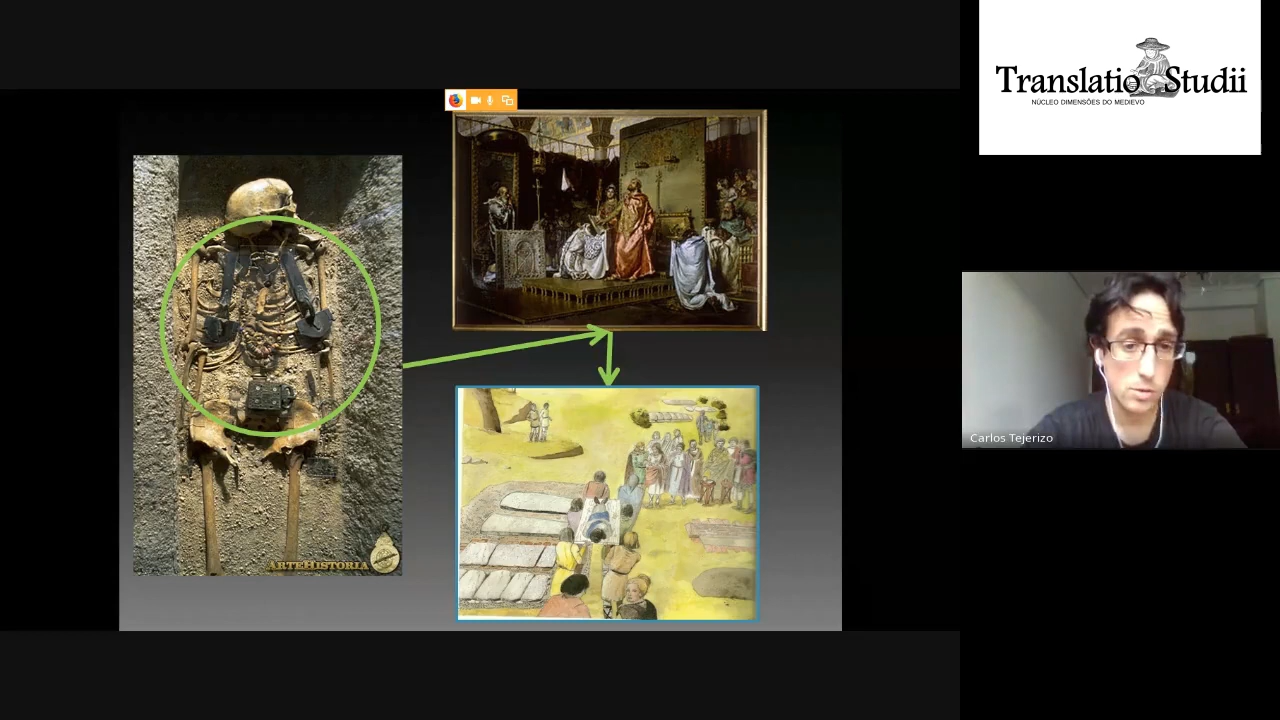 Translatio Studii
NÚCLEO DIMENSÕES DO MEDIEVO
ARTEHISTORIA
Carlos Tejerizo